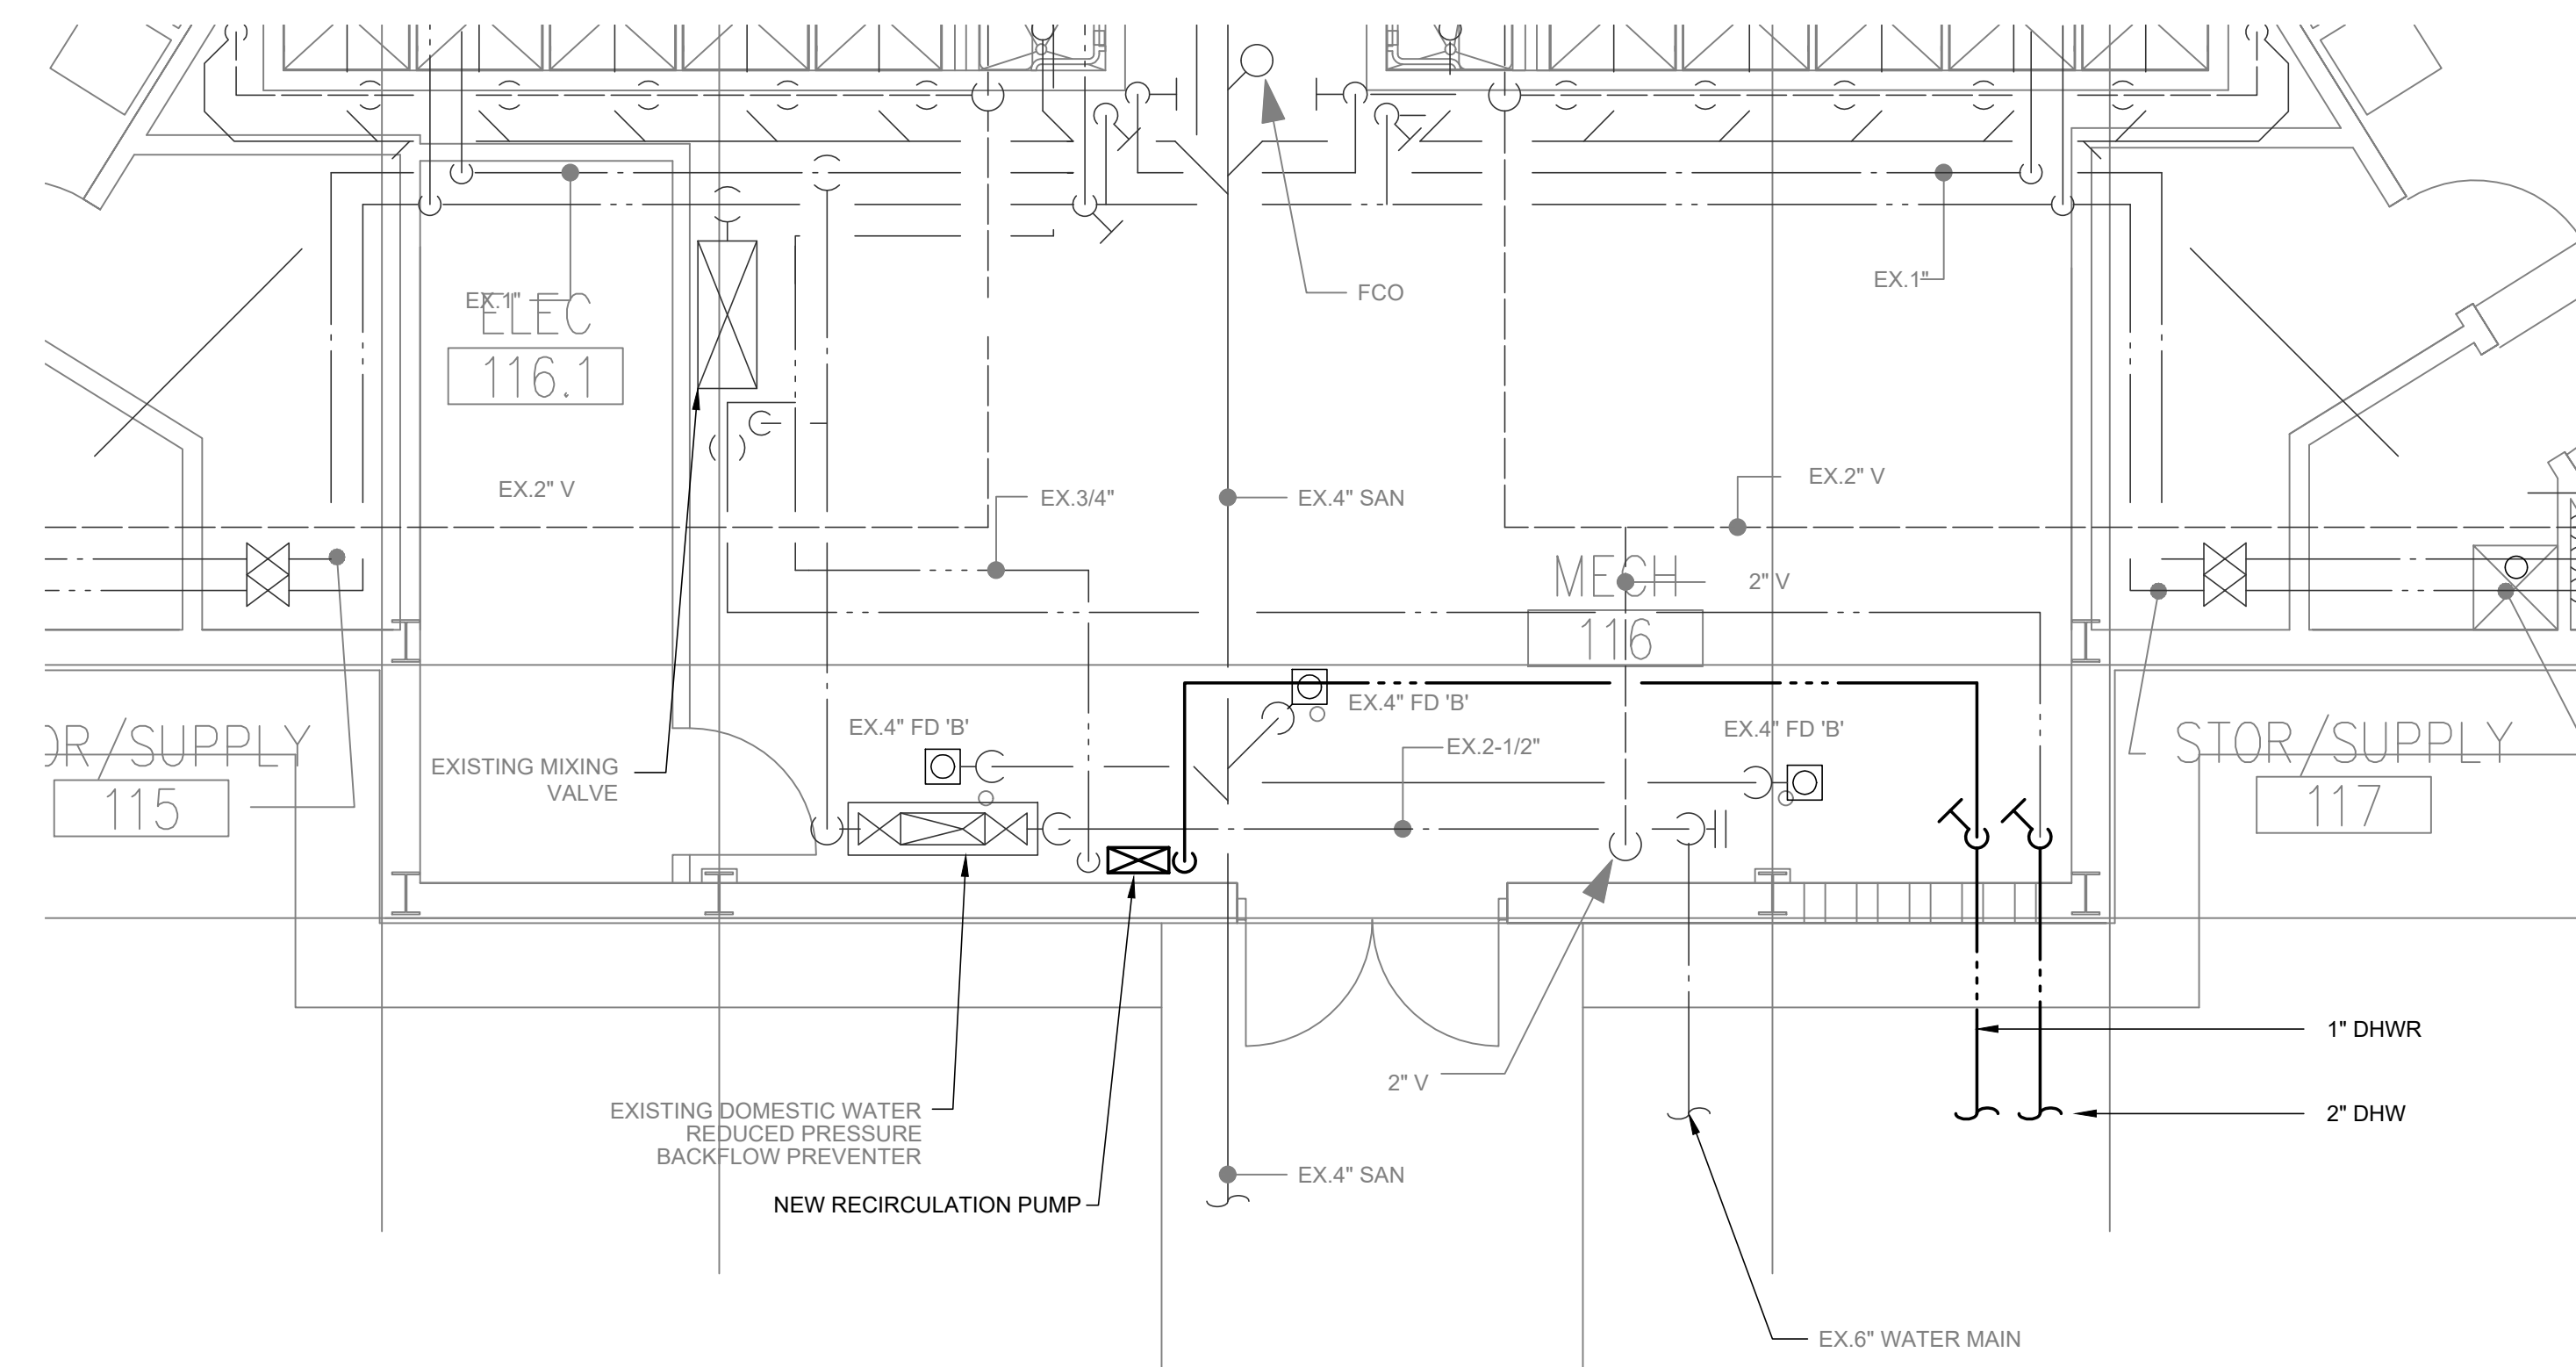 FCO
EX.1"
EX.1"
ELEC
116.1
EX.2" V
EX.3/4"
EX.4" SAN
EX.2" V
MECH
2" V
116
EX.4" FD 'B'
EX.4" FD 'B'
EX.4" FD 'B'
OR/SUPPLY
115
EXISTING MIXING
VALVE
EX.2-1/2"
STOR/SUPPLY
117
1" DHWR
2" V
2" DHW
EXISTING DOMESTIC WATER
REDUCED PRESSURE
BACKFLOW PREVENTER
EX.4" SAN
NEW RECIRCULATION PUMP
EX.6" WATER MAIN